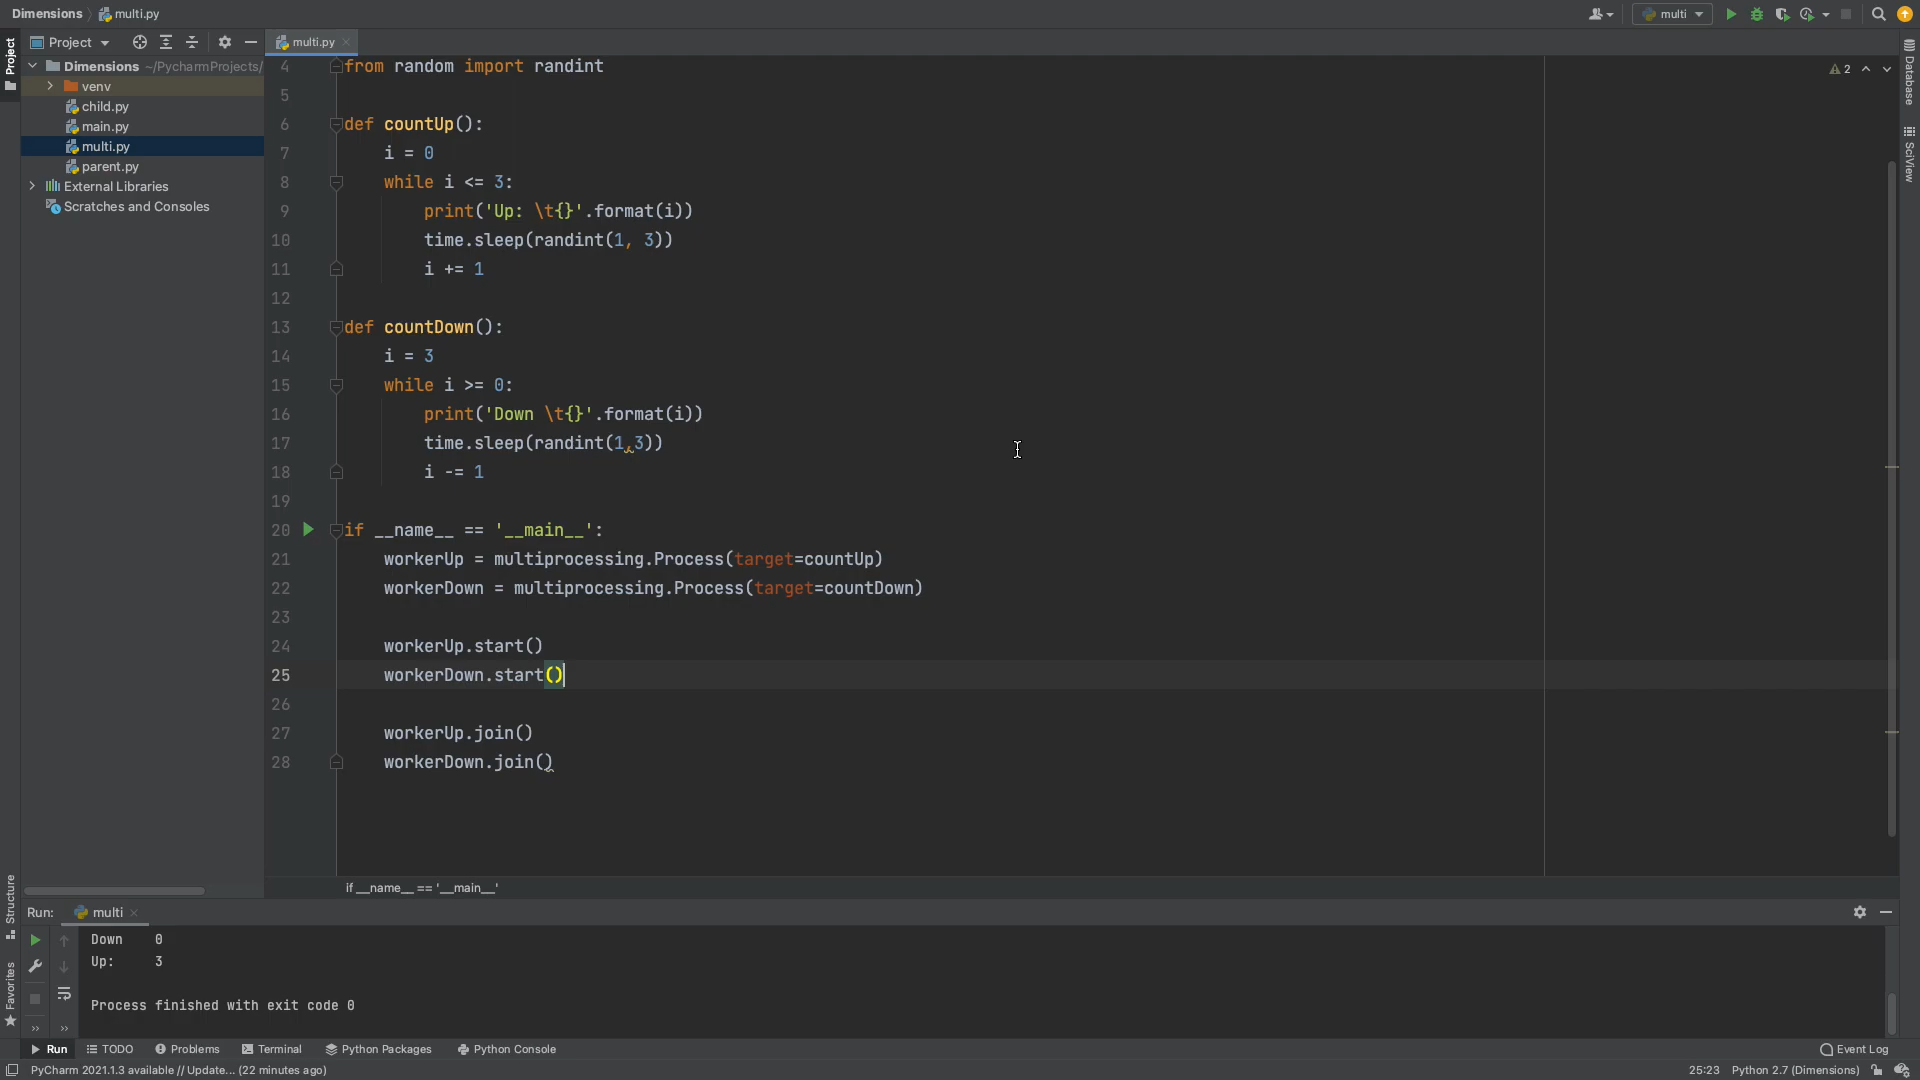 Dimensions multi.py
multi
Project
multi.py
Project
Dimensions ~/PycharmProjects/
venv
child.py
main.py
multi.py
parent.py
External Libraries
Scratches and Consoles
4 from random import randint
5
6 def countUp():
7 i = 0
8 while i <= 3:
9 print('Up: \t{}'.format(i))
10 time.sleep(randint(1, 3))
11 i += 1
12
13 def countDown():
14 i = 3
15 while i >= 0:
16 print('Down \t{}'.format(i))
17 time.sleep(randint(1,3))
18 i -= 1
19
20 if __name__ == '__main__':
21 workerUp = multiprocessing.Process(target=countUp)
22 workerDown = multiprocessing.Process(target=countDown)
23
24 workerUp.start()
25 workerDown.start()
26
27 workerUp.join()
28 workerDown.join()
2
Database
SciView
if __name__ == '__main__'
Structure
Favorites
Run: multi
Down 0
Up: 3
Process finished with exit code 0
Run TODO Problems Terminal Python Packages Python Console Event Log
PyCharm 2021.1.3 available // Update... (22 minutes ago) 25:23 Python 2.7 (Dimensions)